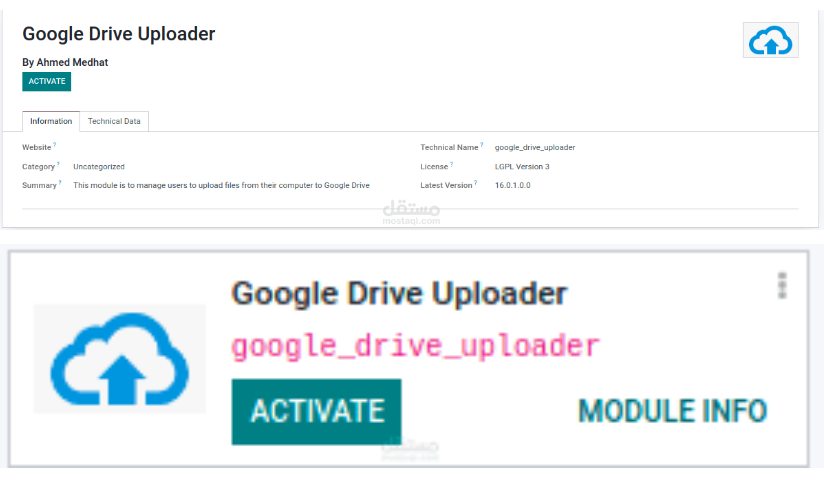 Google Drive Uploader
By Ahmed Medhat
ACTIVATE
Information Technical Data
Website ? Technical Name ? google_drive_uploader
Category ? Uncategorized License ? LGPL Version 3
Summary ? This module is to manage users to upload files from their computer to Google Drive Latest Version ? 16.0.1.0.0
مستقل
mostaql.com
Google Drive Uploader
google_drive_uploader
ACTIVATE MODULE INFO
مستقل
mostaql.com